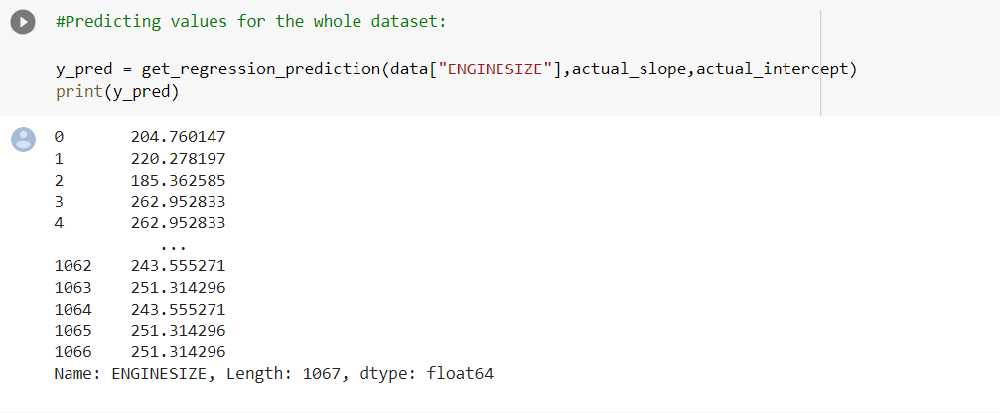 #Predicting values for the whole dataset:
y_pred = get_regression_prediction(data["ENGINESIZE"],actual_slope,actual_intercept)
print(y_pred)
0       204.760147
1       220.278197
2       185.362585
3       262.952833
4       262.952833
           ...
1062    243.555271
1063    251.314296
1064    243.555271
1065    251.314296
1066    251.314296
Name: ENGINESIZE, Length: 1067, dtype: float64